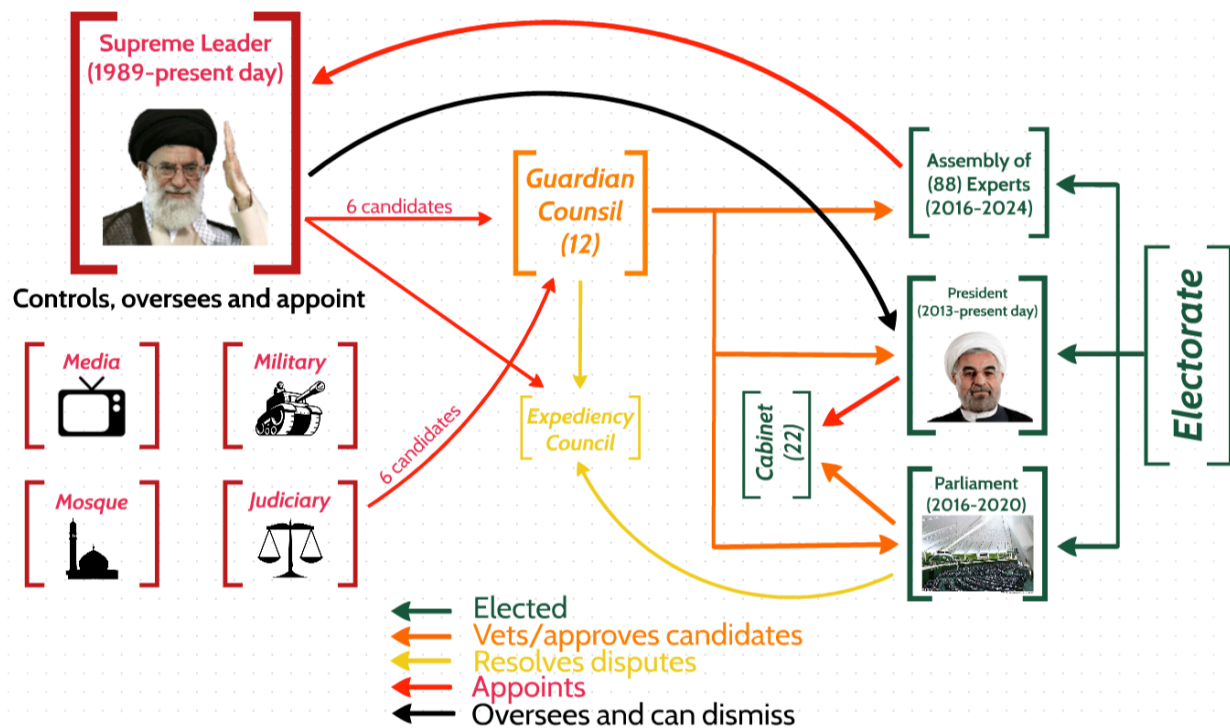 Supreme Leader
(1989-present day)
6 candidates
Guardian
Counsil
(12)
Assembly of
(88) Experts
(2016-2024)
Controls, oversees and appoint
Media
Military
Mosque
Judiciary
6 candidates
Expediency
Council
Cabinet
(22)
President
(2013-present day)
Parliament
(2016-2020)
Electorate
Elected
Vets/approves candidates
Resolves disputes
Appoints
Oversees and can dismiss